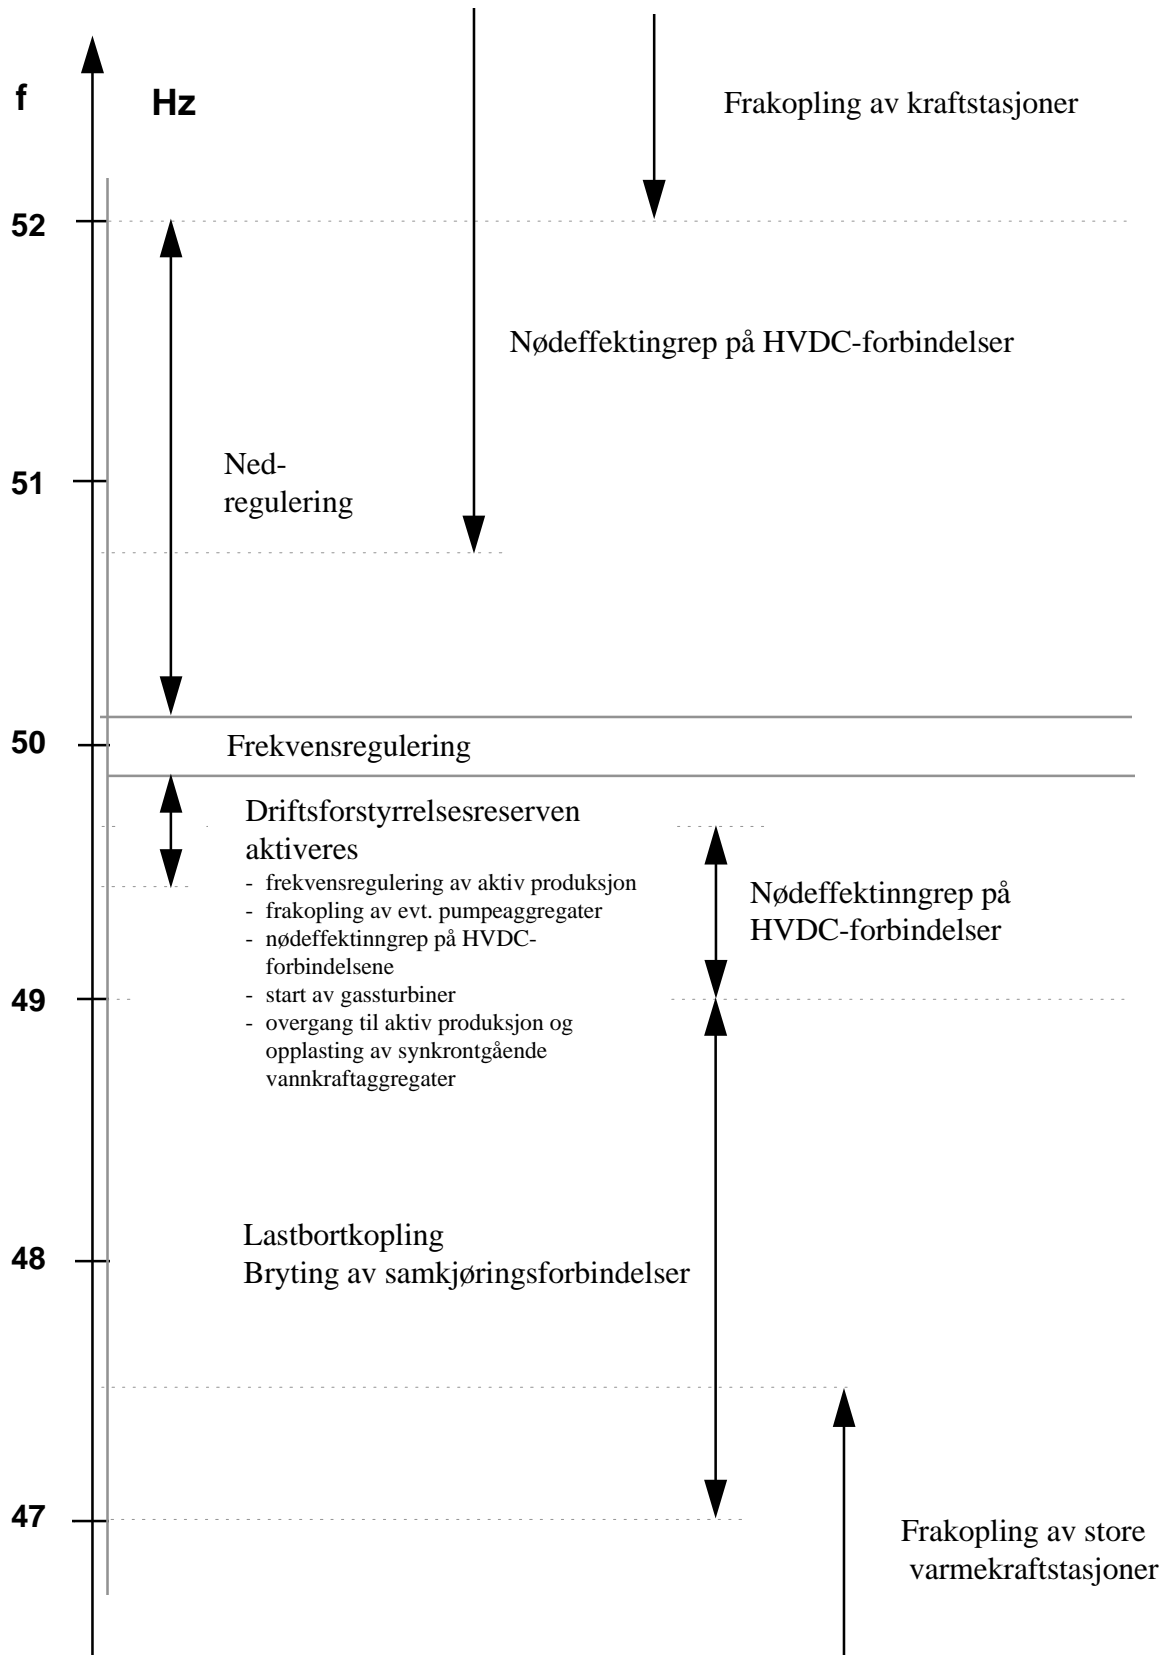 f
Hz
Frakopling av kraftstasjoner
52
Nødeffektingrep på HVDC-forbindelser
Ned-
regulering
51
50
Frekvensregulering
Driftsforstyrrelsesreserven
aktiveres
- frekvensregulering av aktiv produksjon
- frakopling av evt. pumpeaggregater
- nødeffektinngrep på HVDC-
forbindelsene
- start av gassturbiner
- overgang til aktiv produksjon og
opplasting av synkrontgående
vannkraftaggregater
Nødeffektinngrep på
HVDC-forbindelser
49
Lastbortkopling
Bryting av samkjøringsforbindelser
48
47
Frakopling av store
varmekraftstasjoner